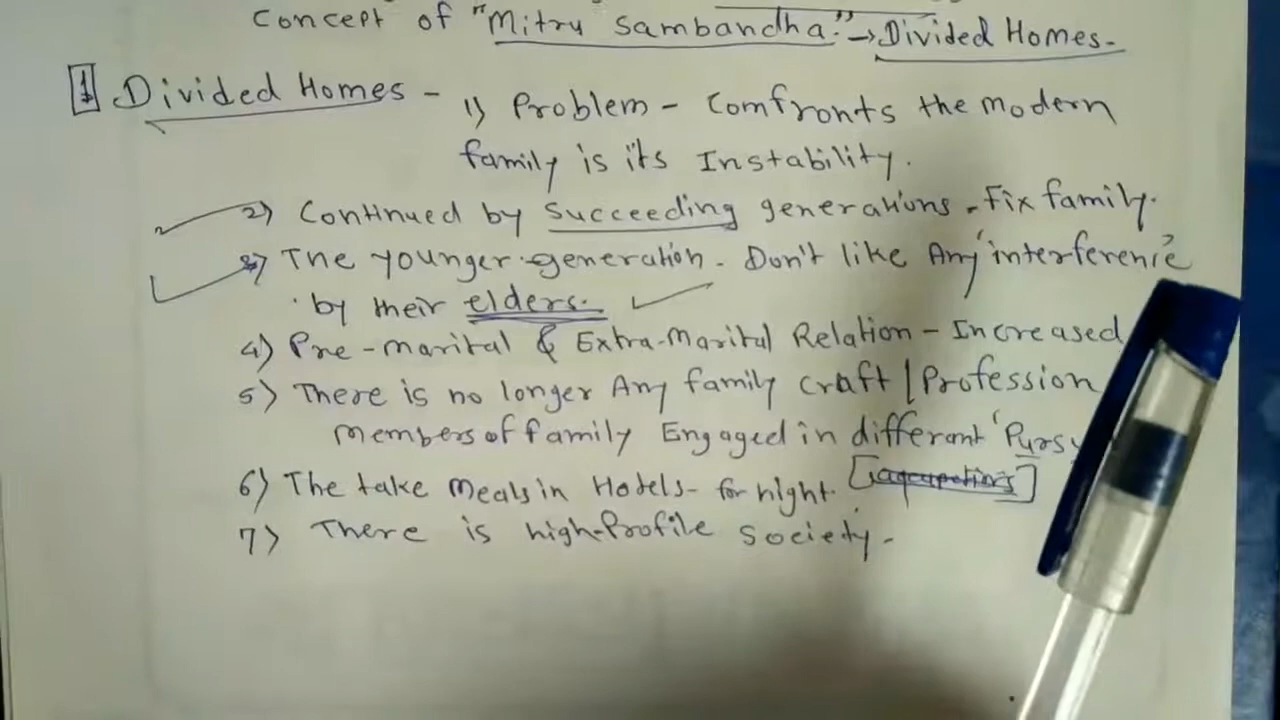 Concept of "Mitru Sambandha." → Divided Homes -
1 Divided Homes - 1) Problem - Comfronts the modern
family is its Instability.
2) Continued by succeeding generations - Fix family.
3) The younger generation - Don't like Any interference
by their elders.
4) Pre-marital & Extra-Marital Relation - Increased
5) There is no longer Any family craft / Profession
Members of family Engaged in different
6) The take Meals in Hotels - for night.
7) There is high-Profile society -